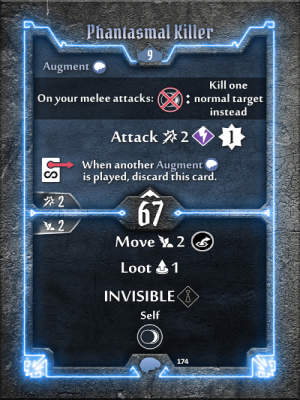 Phantasmal Killer
9
Augment
On your melee attacks: : Kill one
normal target
instead
Attack 2 1
When another Augment
is played, discard this card.
2
67
2
Move 2
Loot 1
INVISIBLE
Self
174